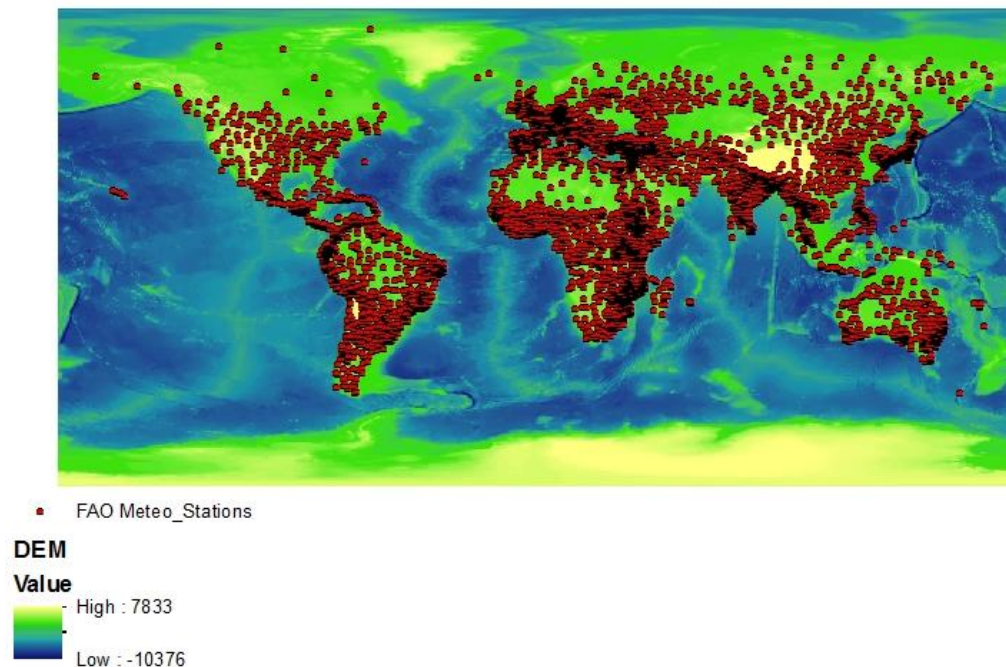 FAO Meteo_Stations
DEM
Value
High : 7833
Low : -10376